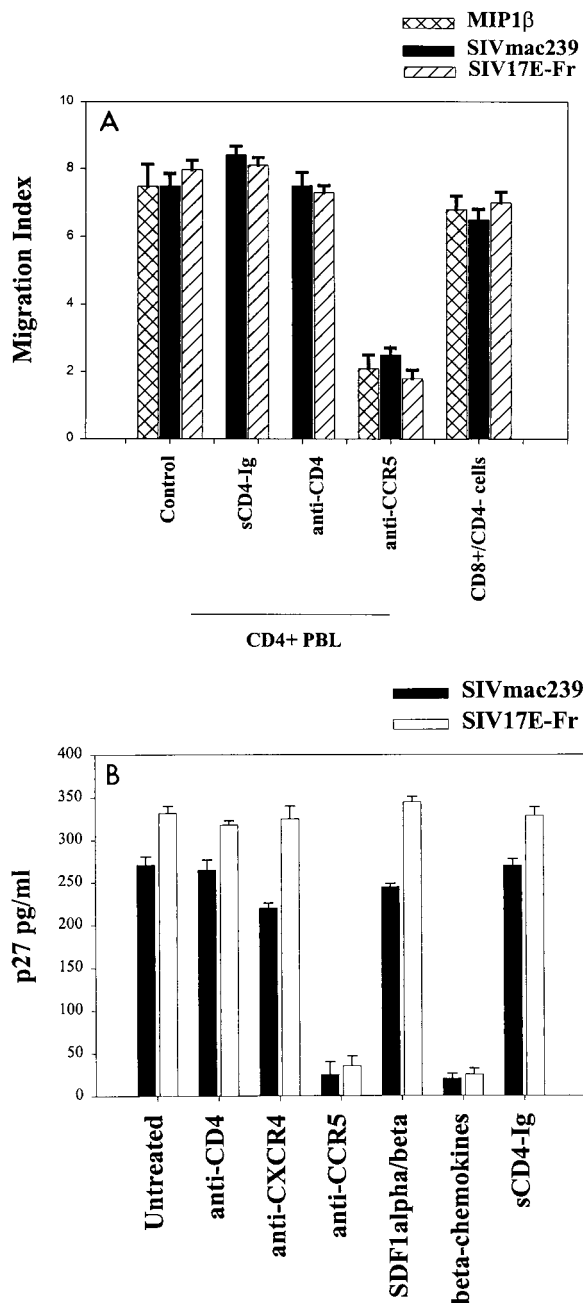 MIP1β
SIVmac239
SIV17E-Fr
A
10
8
6
4
2
0
Migration Index
Control
sCD4-Ig
anti-CD4
anti-CCR5
CD8+/CD4- cells
CD4+ PBL
SIVmac239
SIV17E-Fr
B
400
350
300
250
200
150
100
50
0
p27 pg/ml
Untreated
anti-CD4
anti-CXCR4
anti-CCR5
SDF1alpha/beta
beta-chemokines
sCD4-Ig